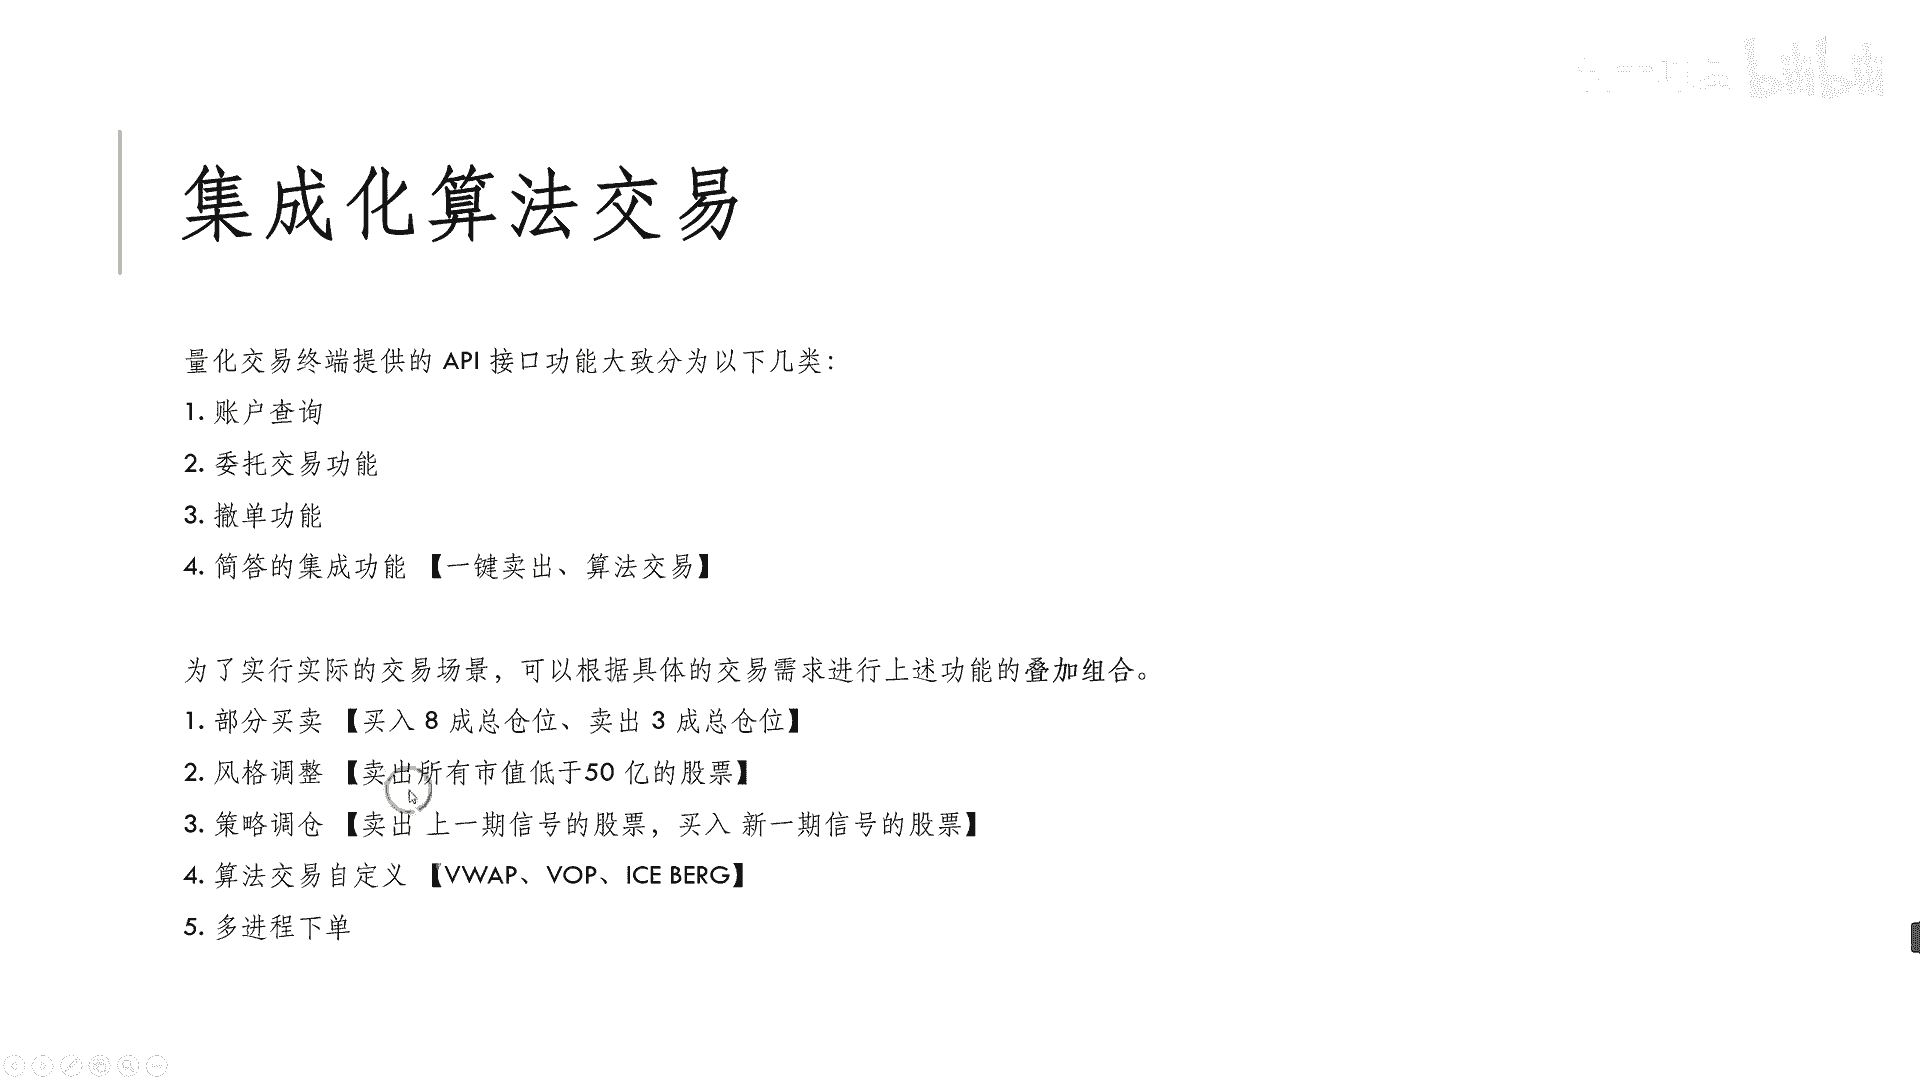 bilibili
集成化算法交易
量化交易终端提供的 API 接口功能大致分为以下几类：
1. 账户查询
2. 委托交易功能
3. 撤单功能
4. 简答的集成功能 【一键卖出、算法交易】
为了实行实际的交易场景，可以根据具体的交易需求进行上述功能的叠加组合。
1. 部分买卖 【买入 8 成总仓位、卖出 3 成总仓位】
2. 风格调整 【卖出所有市值低于50 亿的股票】
3. 策略调仓 【卖出 上一期信号的股票，买入 新一期信号的股票】
4. 算法交易自定义 【VWAP、VOP、ICE BERG】
5. 多进程下单